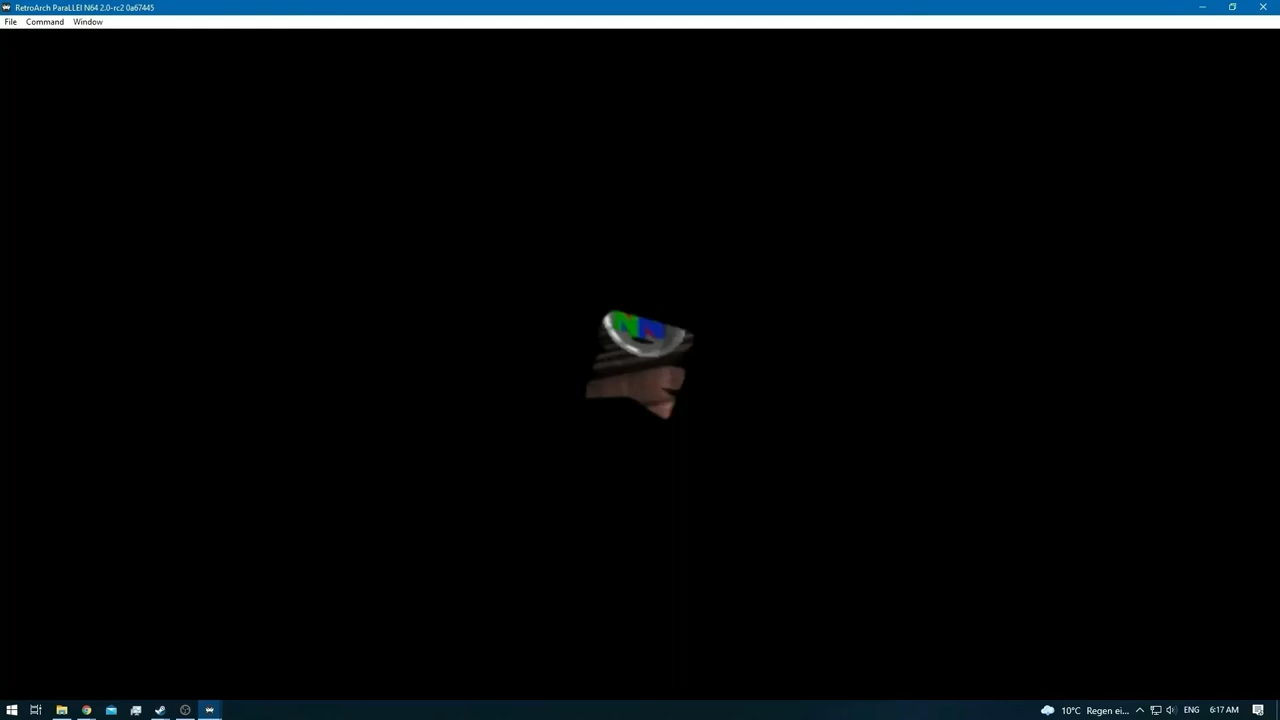 RetroArch ParaLLEl N64 2.0-rc2 0a67445
File Command Window
10°C Regen ei... ENG 6:17 AM